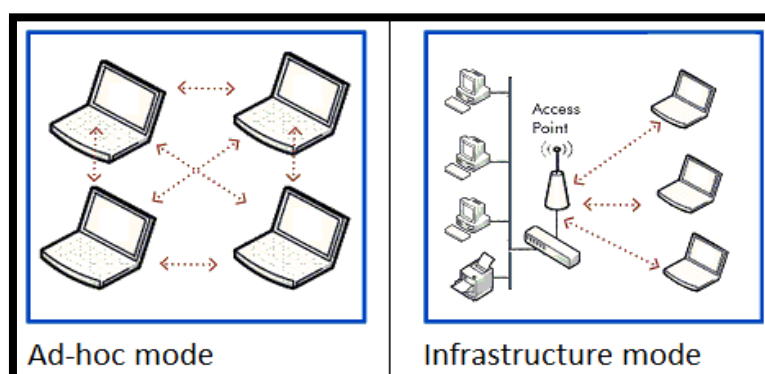 Access
Point
Ad-hoc mode
Infrastructure mode